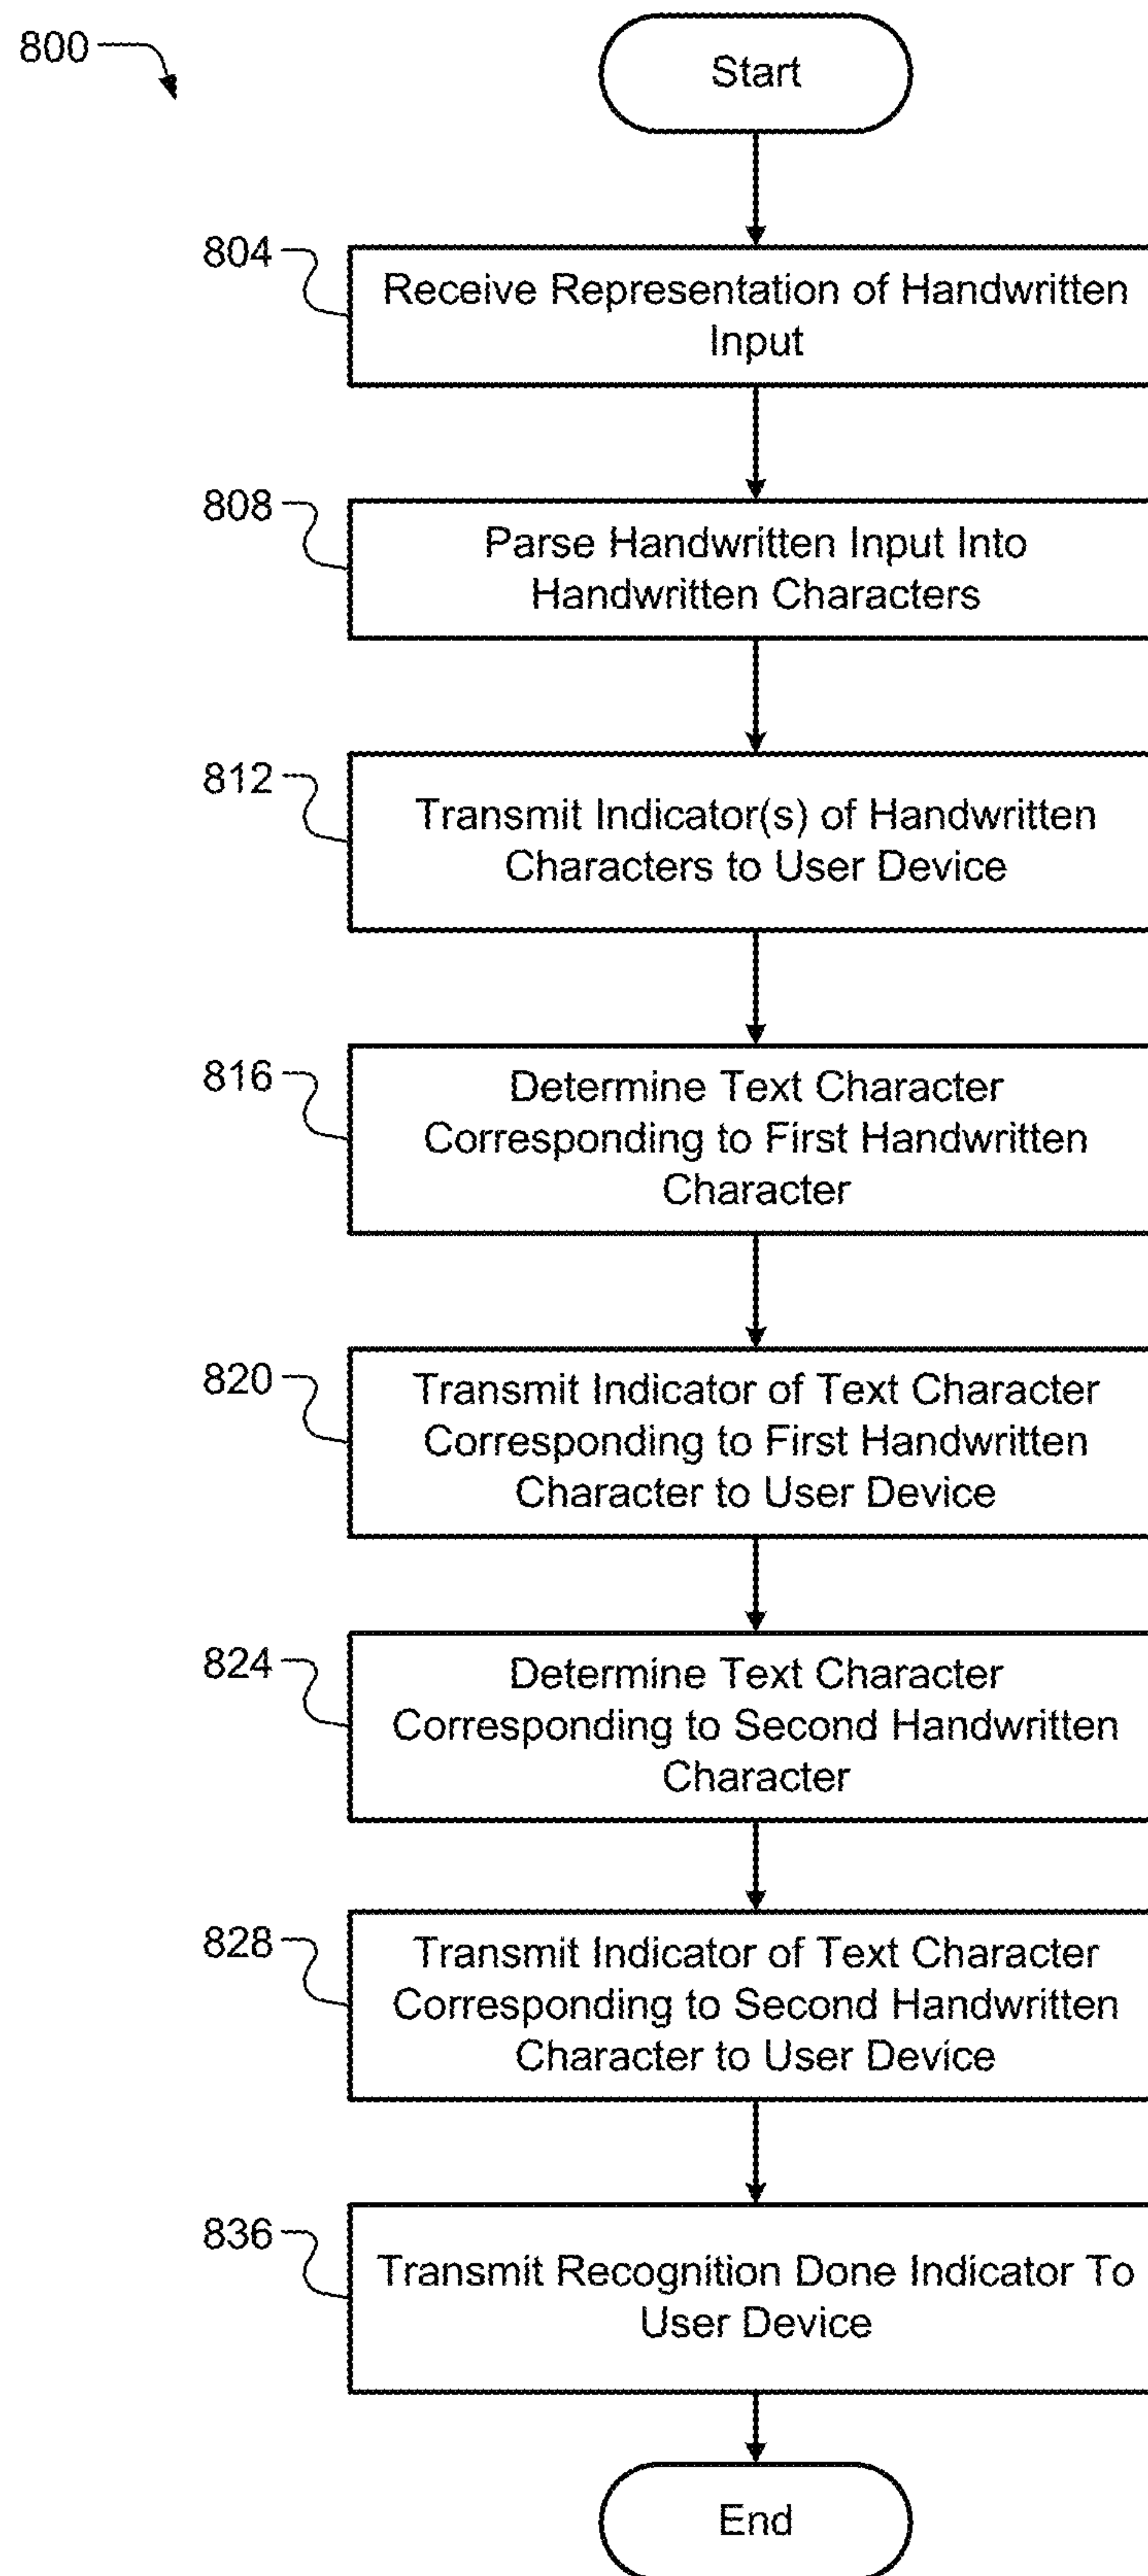 800
Start
804
Receive Representation of Handwritten
Input
808
Parse Handwritten Input Into
Handwritten Characters
812
Transmit Indicator(s) of Handwritten
Characters to User Device
816
Determine Text Character
Corresponding to First Handwritten
Character
820
Transmit Indicator of Text Character
Corresponding to First Handwritten
Character to User Device
824
Determine Text Character
Corresponding to Second Handwritten
Character
828
Transmit Indicator of Text Character
Corresponding to Second Handwritten
Character to User Device
836
Transmit Recognition Done Indicator To
User Device
End